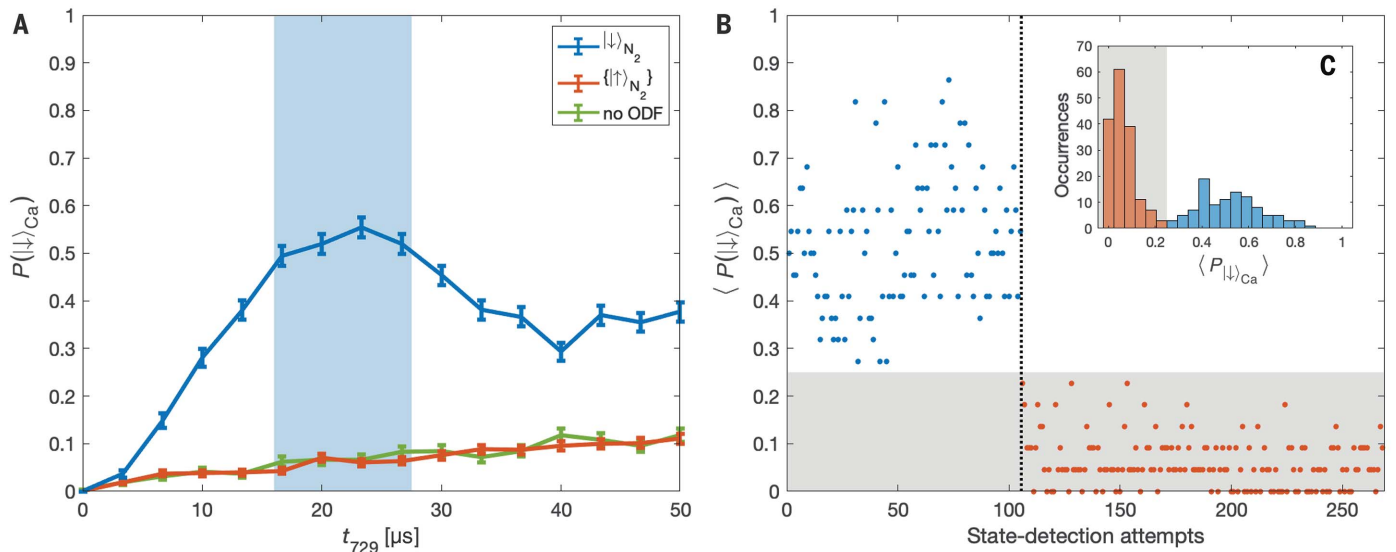 A
P(|↓⟩Ca)
1
0.9
0.8
0.7
0.6
0.5
0.4
0.3
0.2
0.1
0
0 10 20 30 40 50
t729 [µs]
|↓⟩N2
{|↑⟩N2}
no ODF
B
⟨ P(|↓⟩Ca) ⟩
1
0.9
0.8
0.7
0.6
0.5
0.4
0.3
0.2
0.1
0
0 50 100 150 200 250
State-detection attempts
C
Occurrences
70
60
50
40
30
20
10
0
0 0.2 0.4 0.6 0.8 1
⟨ P|↓⟩Ca ⟩